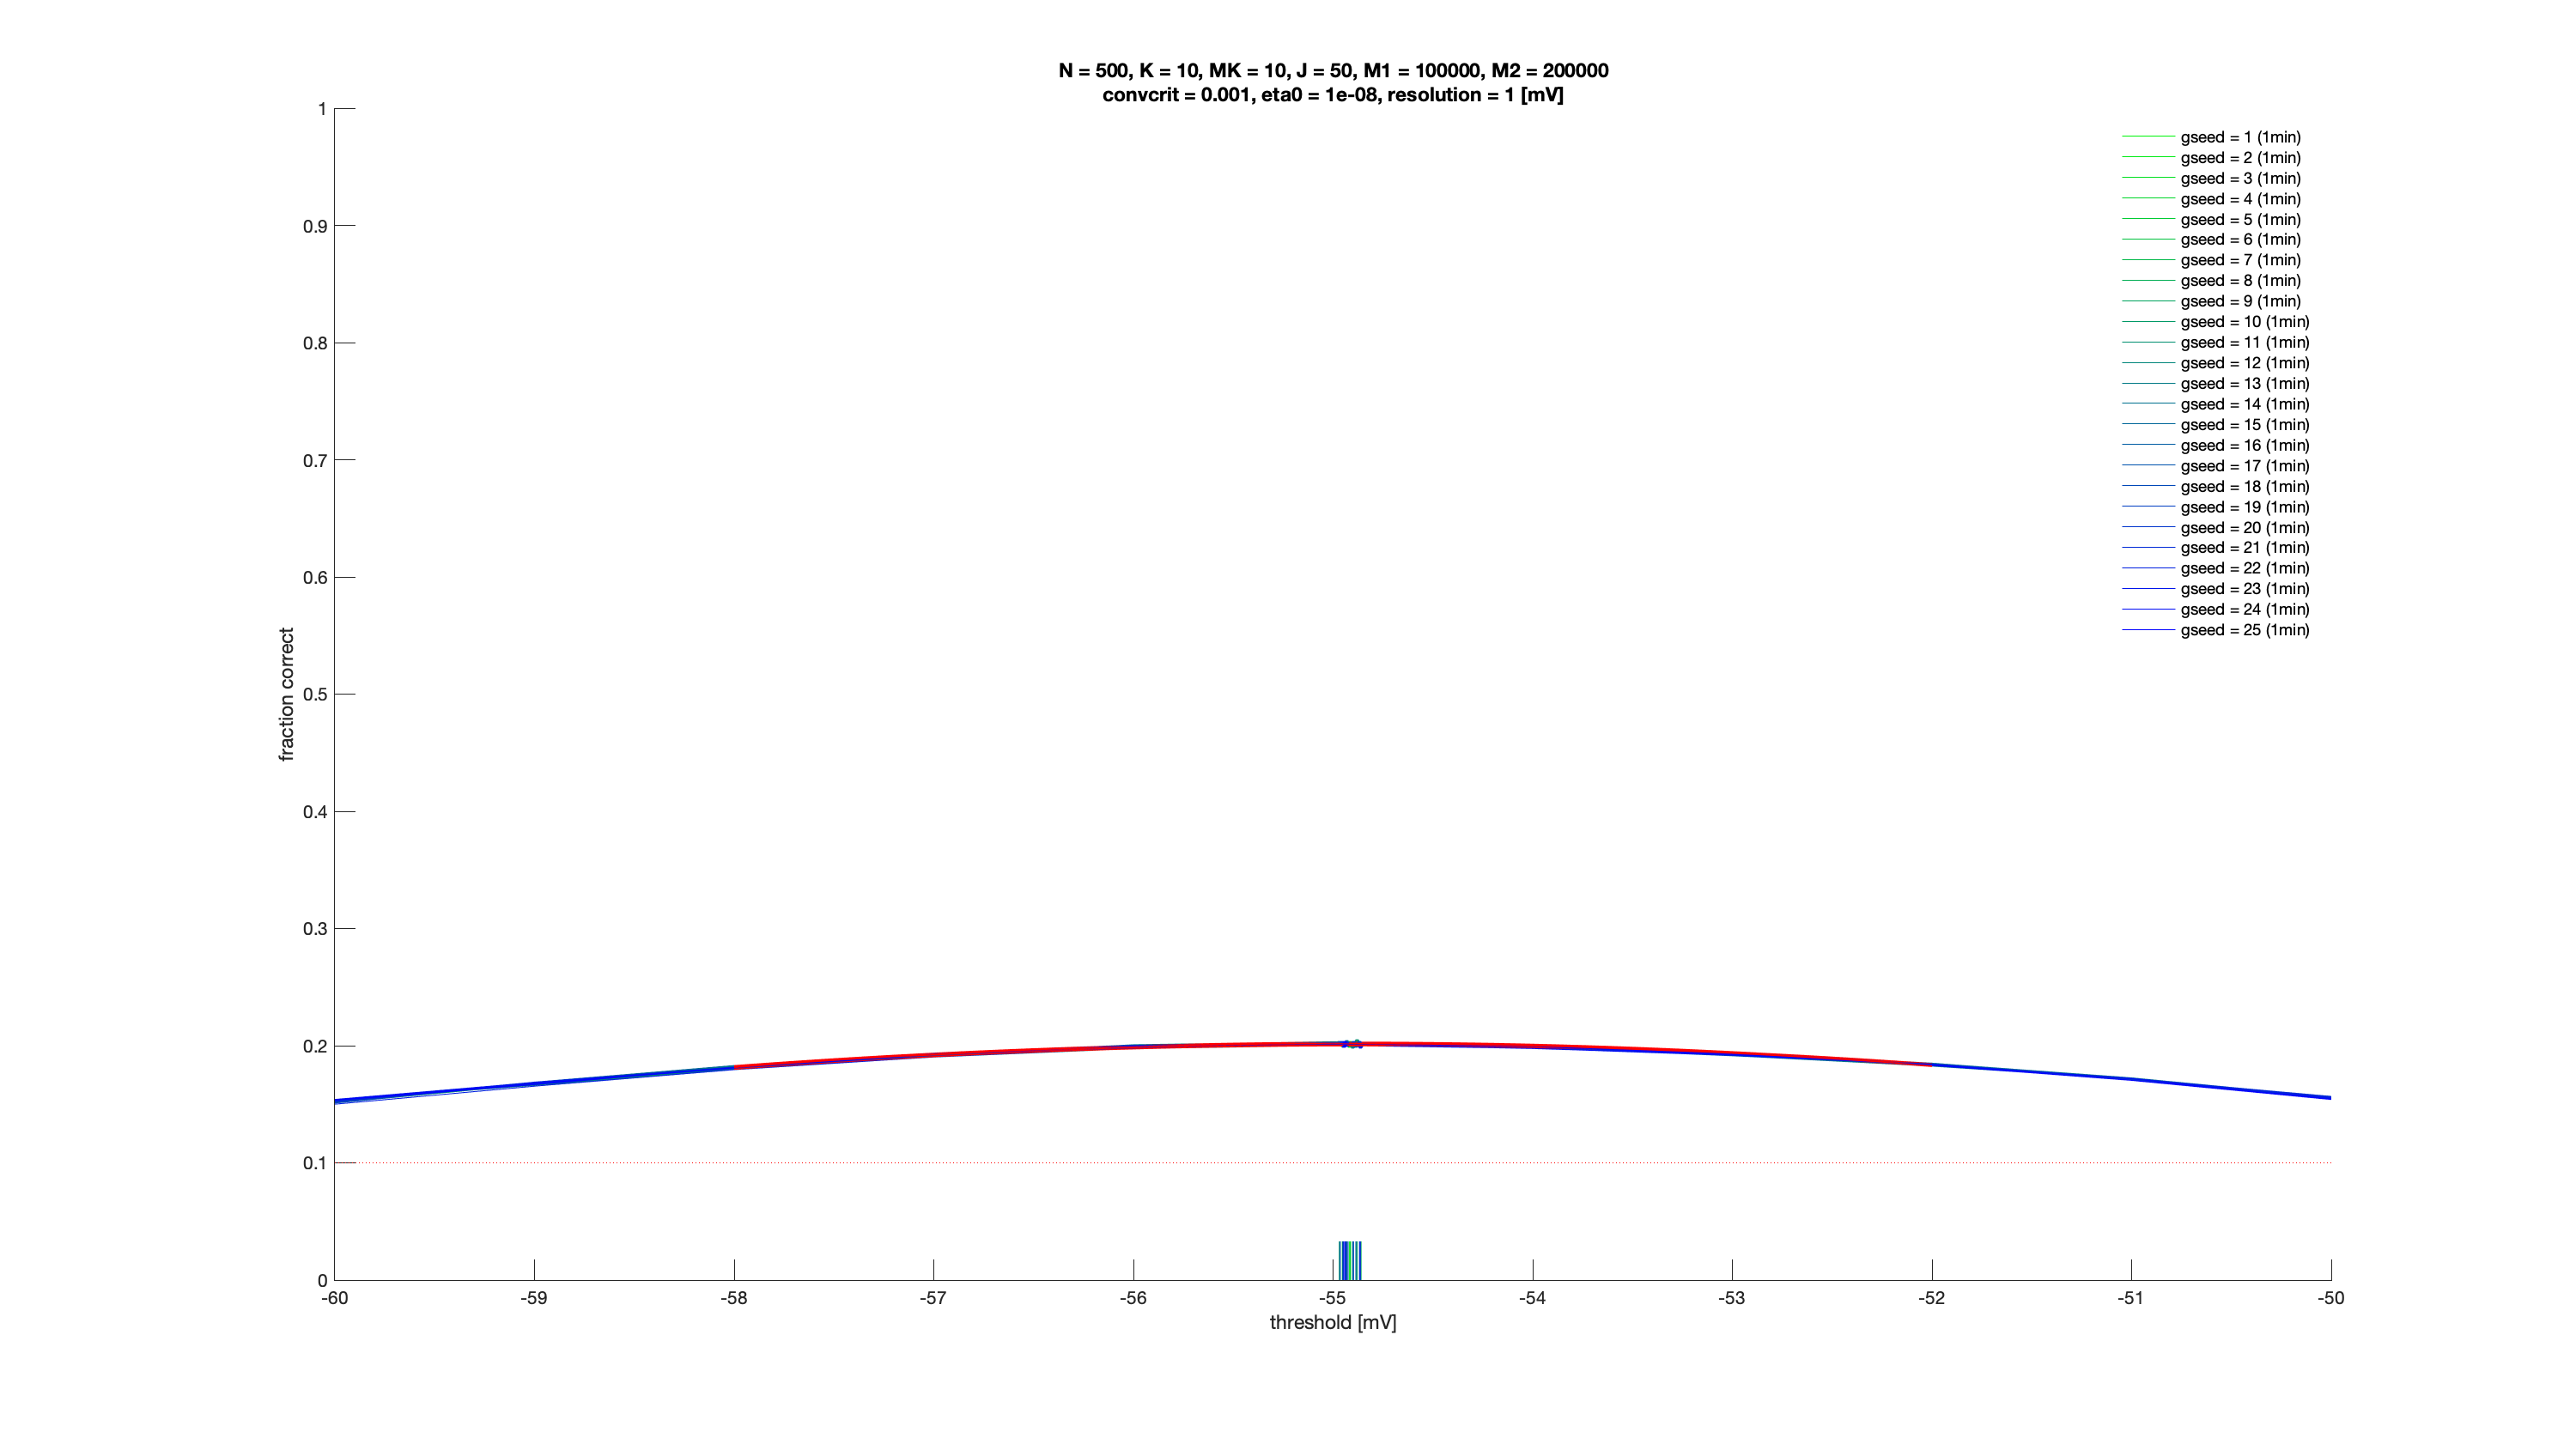 N = 500, K = 10, MK = 10, J = 50, M1 = 100000, M2 = 200000
convcrit = 0.001, eta0 = 1e-08, resolution = 1 [mV]
1
0.9
0.8
0.7
0.6
0.5
0.4
0.3
0.2
0.1
0
fraction correct
gseed = 1 (1min)
gseed = 2 (1min)
gseed = 3 (1min)
gseed = 4 (1min)
gseed = 5 (1min)
gseed = 6 (1min)
gseed = 7 (1min)
gseed = 8 (1min)
gseed = 9 (1min)
gseed = 10 (1min)
gseed = 11 (1min)
gseed = 12 (1min)
gseed = 13 (1min)
gseed = 14 (1min)
gseed = 15 (1min)
gseed = 16 (1min)
gseed = 17 (1min)
gseed = 18 (1min)
gseed = 19 (1min)
gseed = 20 (1min)
gseed = 21 (1min)
gseed = 22 (1min)
gseed = 23 (1min)
gseed = 24 (1min)
gseed = 25 (1min)
-60 -59 -58 -57 -56 -55 -54 -53 -52 -51 -50
threshold [mV]